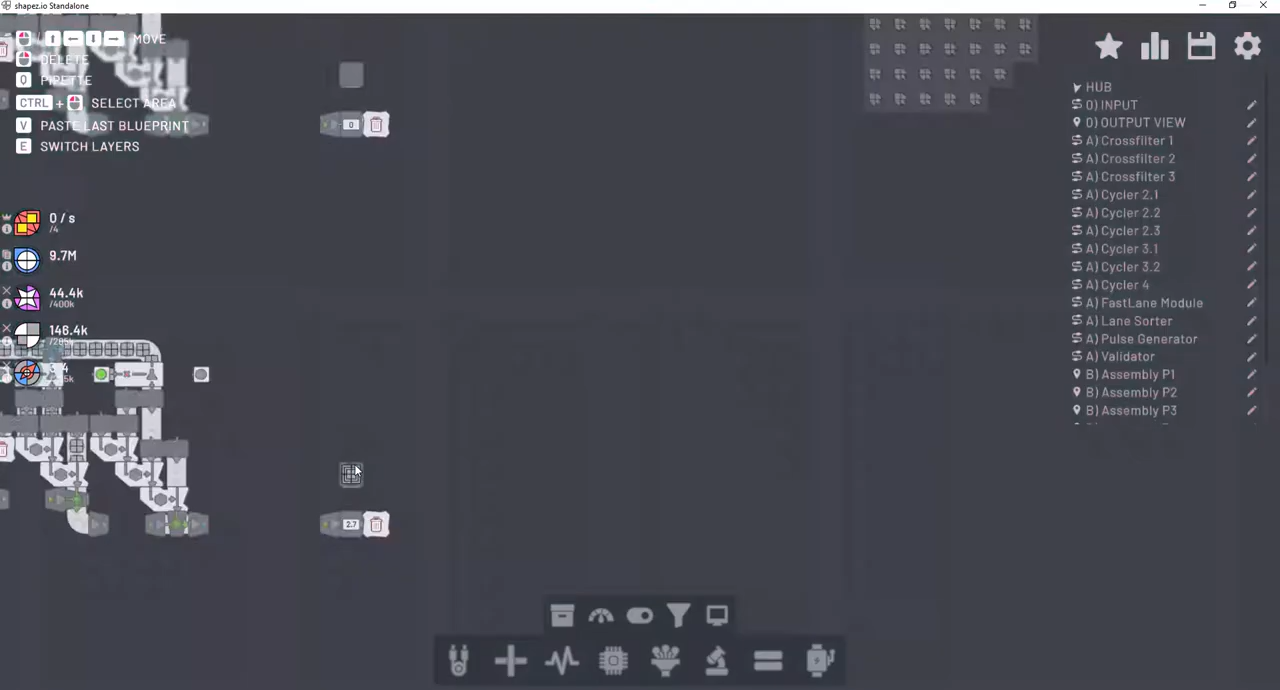 shapez.io Standalone
/ MOVE
DELETE
Q PIPETTE
CTRL + SELECT AREA
V PASTE LAST BLUEPRINT
E SWITCH LAYERS
0 / s
/4
9.7M
44.4k
/400k
146.4k
0
2.7
HUB
0) INPUT
0) OUTPUT VIEW
A) Crossfilter 1
A) Crossfilter 2
A) Crossfilter 3
A) Cycler 2.1
A) Cycler 2.2
A) Cycler 2.3
A) Cycler 3.1
A) Cycler 3.2
A) Cycler 4
A) FastLane Module
A) Lane Sorter
A) Pulse Generator
A) Validator
B) Assembly P1
B) Assembly P2
B) Assembly P3